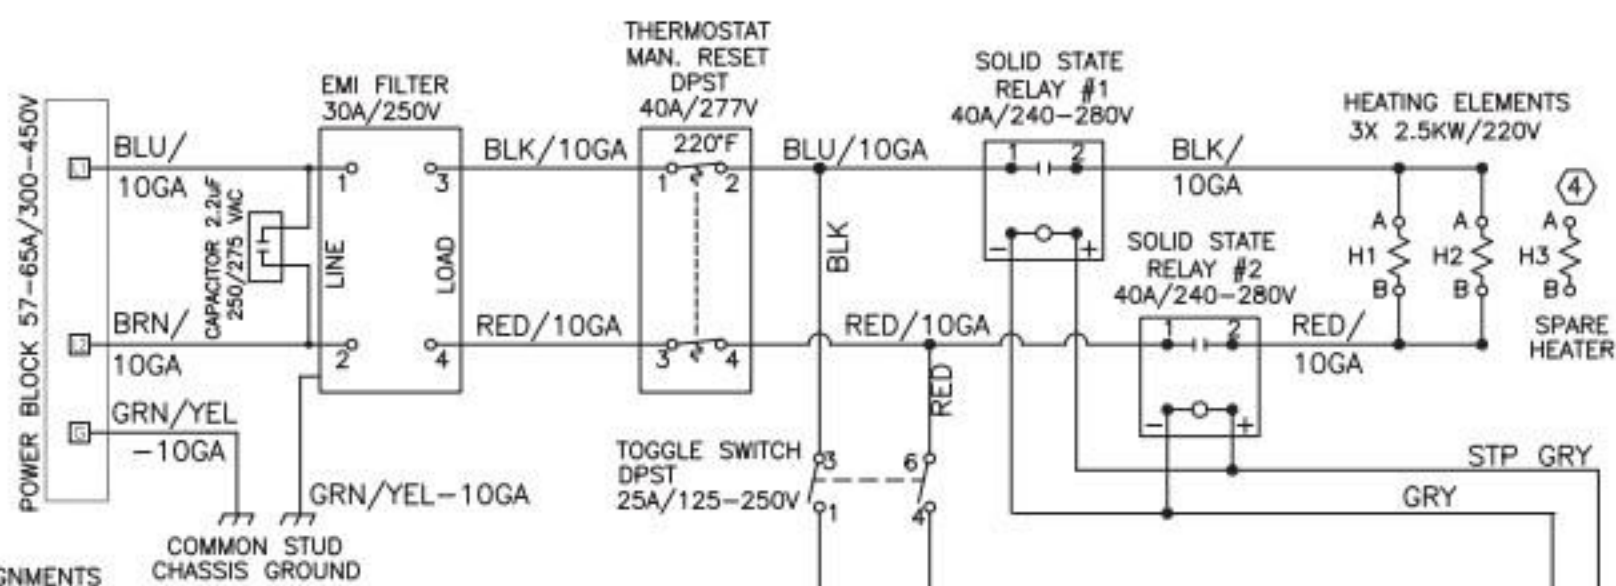 POWER BLOCK 57-65A/300-450V
1
2
G
BLU/
10GA
BRN/
10GA
GRN/YEL
-10GA
CAPACITOR 2.2uF
250/275 VAC
EMI FILTER
30A/250V
1
3
LINE
LOAD
2
4
GRN/YEL-10GA
COMMON STUD
CHASSIS GROUND
GNMENTS
BLK/10GA
RED/10GA
THERMOSTAT
MAN. RESET
DPST
40A/277V
220°F
1
2
3
4
BLU/10GA
BLK
RED/10GA
RED
TOGGLE SWITCH
DPST
25A/125-250V
3
6
1
4
SOLID STATE
RELAY #1
40A/240-280V
1
2
-
+
BLK/
10GA
SOLID STATE
RELAY #2
40A/240-280V
1
2
-
+
RED/
10GA
HEATING ELEMENTS
3X 2.5KW/220V
4
A
A
A
H1
H2
H3
B
B
B
SPARE
HEATER
STP GRY
GRY